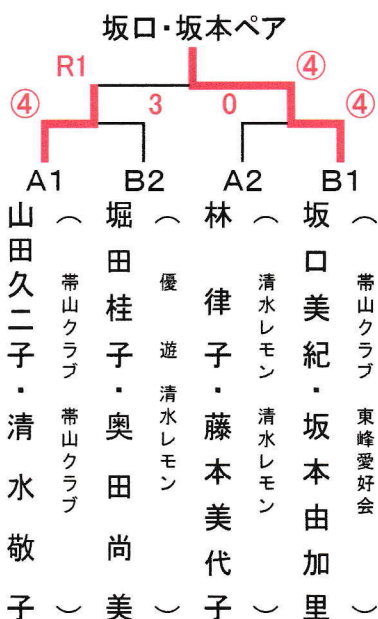 坂口・坂本ペア
R1
④
④
3
0
④
A1
B2
A2
B1
山田久二子・清水敬子
(帯山クラブ 帯山クラブ)
堀田桂子・奥田尚美
(優遊 清水レモン)
林律子・藤本美代子
(清水レモン 清水レモン)
坂口美紀・坂本由加里
(帯山クラブ 東峰愛好会)